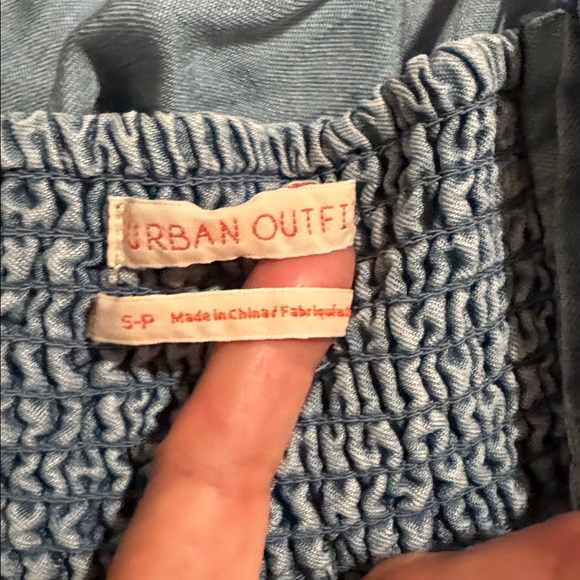 URBAN OUTFI
S-P Made in China / Fabriqué